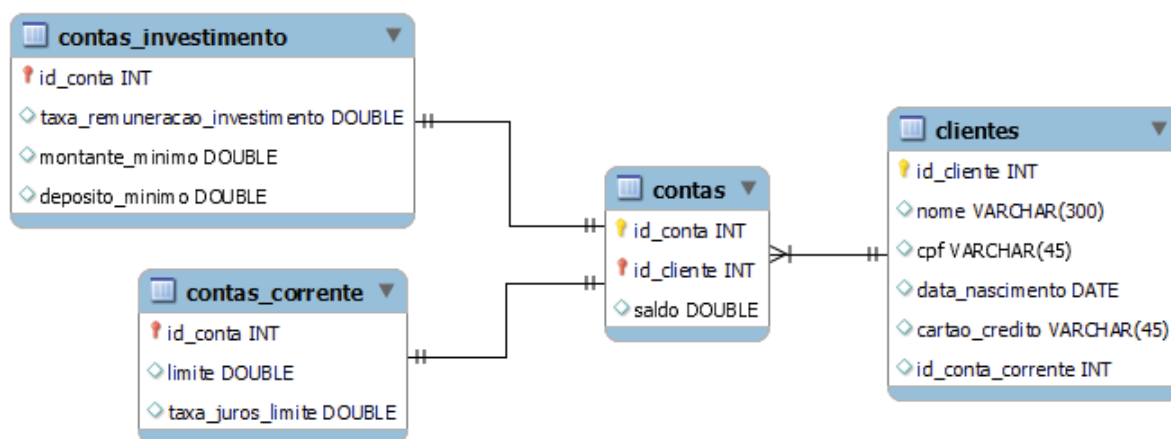 contas_investimento
id_conta INT
taxa_remuneracao_investimento DOUBLE
montante_minimo DOUBLE
deposito_minimo DOUBLE
contas_corrente
id_conta INT
limite DOUBLE
taxa_juros_limite DOUBLE
contas
id_conta INT
id_cliente INT
saldo DOUBLE
clientes
id_cliente INT
nome VARCHAR(300)
cpf VARCHAR(45)
data_nascimento DATE
cartao_credito VARCHAR(45)
id_conta_corrente INT